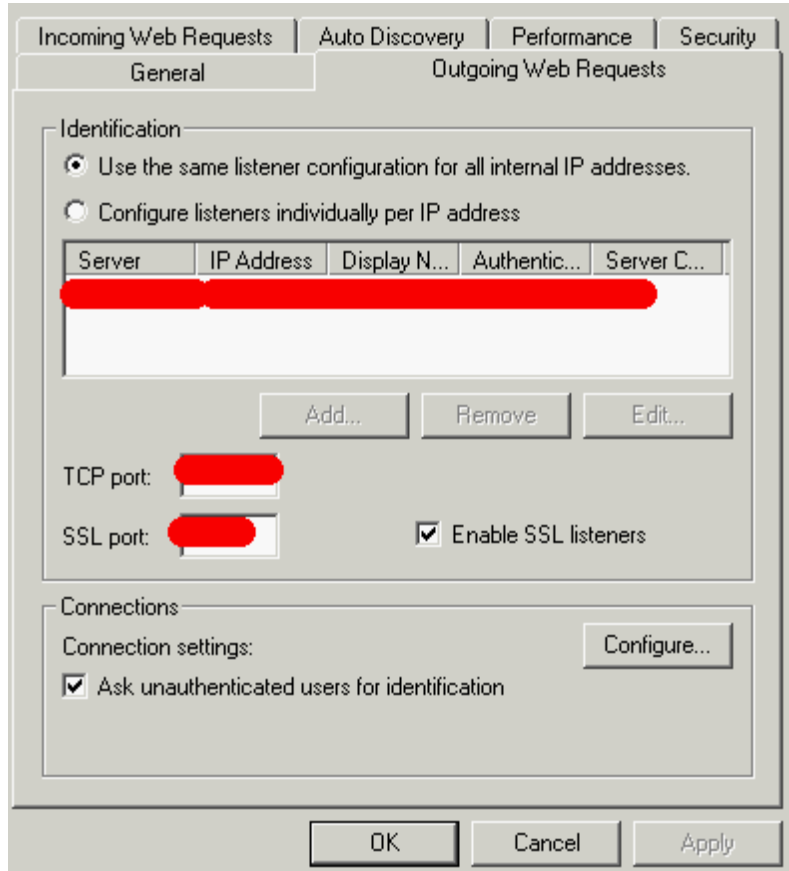 Incoming Web Requests Auto Discovery Performance Security
General Outgoing Web Requests
Identification
Use the same listener configuration for all internal IP addresses.
Configure listeners individually per IP address
Server IP Address Display N... Authentic... Server C...
Add... Remove Edit...
TCP port:
SSL port: Enable SSL listeners
Connections
Connection settings: Configure...
Ask unauthenticated users for identification
OK Cancel Apply